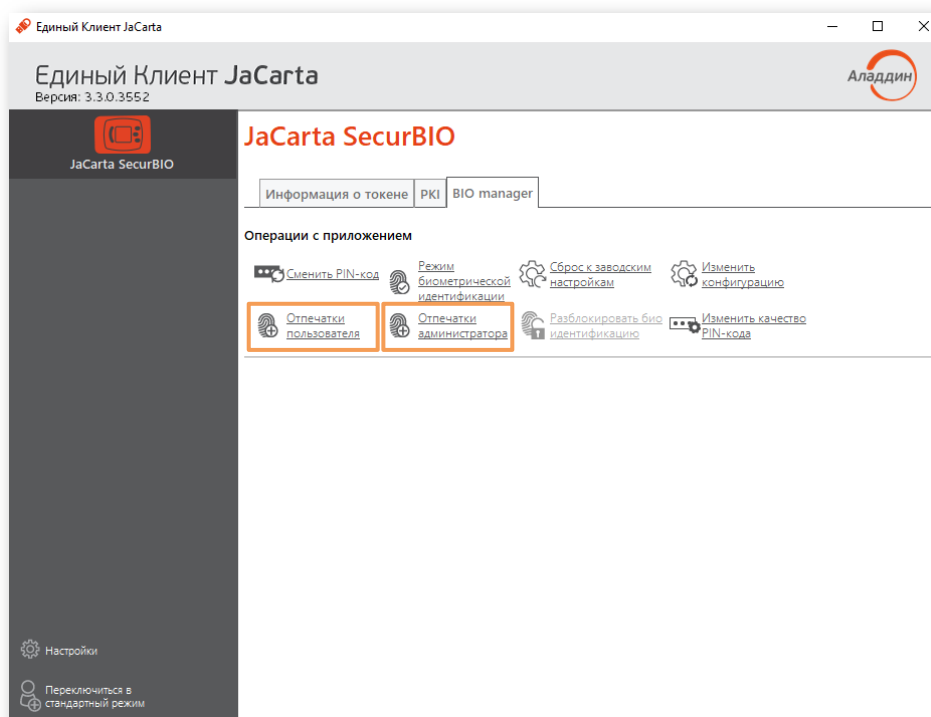 Единый Клиент JaCarta
Единый Клиент JaCarta
Аладдин
Версия: 3.3.0.3552
JaCarta SecurBIO
JaCarta SecurBIO
Информация о токене PKI BIO manager
Операции с приложением
Сменить PIN-код
Режим
биометрической
идентификации
Сброс к заводским
настройкам
Изменить
конфигурацию
Отпечатки
пользователя
Отпечатки
администратора
Разблокировать био
идентификацию
Изменить качество
PIN-кода
Настройки
Переключиться в
стандартный режим